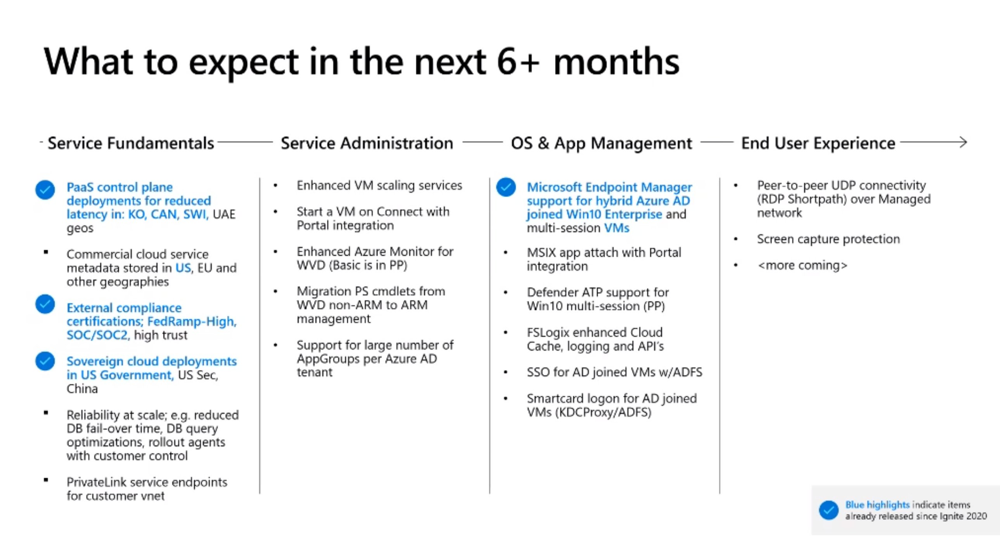 What to expect in the next 6+ months
Service Fundamentals
PaaS control plane
deployments for reduced
latency in: KO, CAN, SWI, UAE
geos
Commercial cloud service
metadata stored in US, EU and
other geographies
External compliance
certifications; FedRamp-High,
SOC/SOC2, high trust
Sovereign cloud deployments
in US Government, US Sec,
China
Reliability at scale; e.g. reduced
DB fail-over time, DB query
optimizations, rollout agents
with customer control
PrivateLink service endpoints
for customer vnet
Service Administration
Enhanced VM scaling services
Start a VM on Connect with
Portal integration
Enhanced Azure Monitor for
WVD (Basic is in PP)
Migration PS cmdlets from
WVD non-ARM to ARM
management
Support for large number of
AppGroups per Azure AD
tenant
OS & App Management
Microsoft Endpoint Manager
support for hybrid Azure AD
joined Win10 Enterprise and
multi-session VMs
MSIX app attach with Portal
integration
Defender ATP support for
Win10 multi-session (PP)
FSLogix enhanced Cloud
Cache, logging and API's
SSO for AD joined VMs w/ADFS
Smartcard logon for AD joined
VMs (KDCProxy/ADFS)
End User Experience
Peer-to-peer UDP connectivity
(RDP Shortpath) over Managed
network
Screen capture protection
<more coming>
Blue highlights indicate items
already released since Ignite 2020